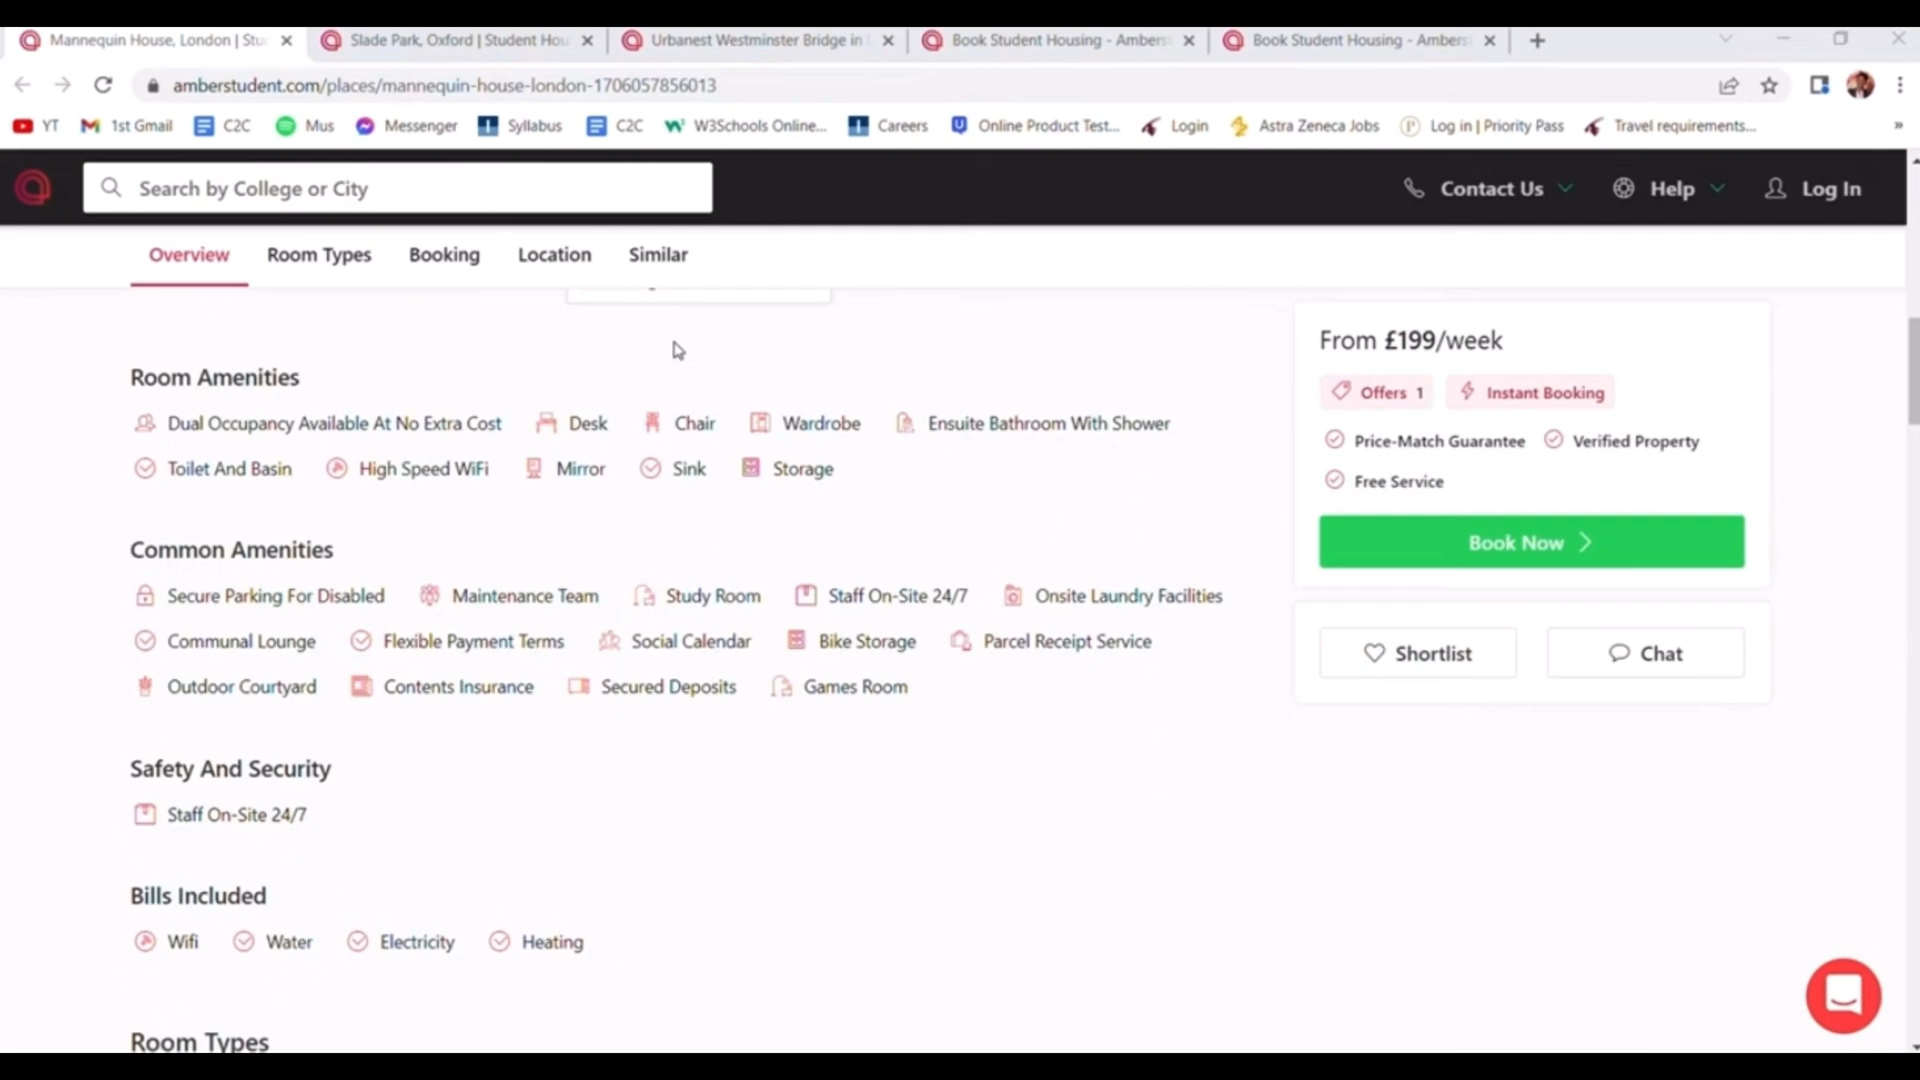 Mannequin House, London | Stu
Slade Park, Oxford | Student Hou
Urbanest Westminster Bridge in
Book Student Housing - Amberst
Book Student Housing - Ambers
amberstudent.com/places/mannequin-house-london-1706057856013
YT
1st Gmail
C2C
Mus
Messenger
Syllabus
C2C
W3Schools Online...
Careers
Online Product Test...
Login
Astra Zeneca Jobs
Log in | Priority Pass
Travel requirements...
»
Search by College or City
Contact Us
Help
Log In
Overview
Room Types
Booking
Location
Similar
Room Amenities
Dual Occupancy Available At No Extra Cost
Desk
Chair
Wardrobe
Ensuite Bathroom With Shower
Toilet And Basin
High Speed WiFi
Mirror
Sink
Storage
Common Amenities
Secure Parking For Disabled
Maintenance Team
Study Room
Staff On-Site 24/7
Onsite Laundry Facilities
Communal Lounge
Flexible Payment Terms
Social Calendar
Bike Storage
Parcel Receipt Service
Outdoor Courtyard
Contents Insurance
Secured Deposits
Games Room
Safety And Security
Staff On-Site 24/7
Bills Included
Wifi
Water
Electricity
Heating
Room Types
From £199/week
Offers 1
Instant Booking
Price-Match Guarantee
Verified Property
Free Service
Book Now
Shortlist
Chat